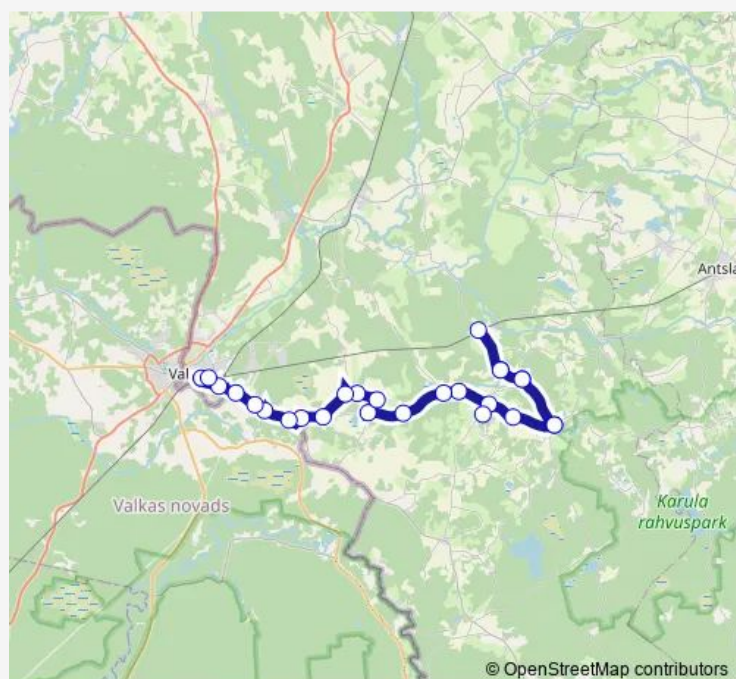 Antsla
Val
Valkas novads
Karula
rahvuspark
© OpenStreetMap contributors